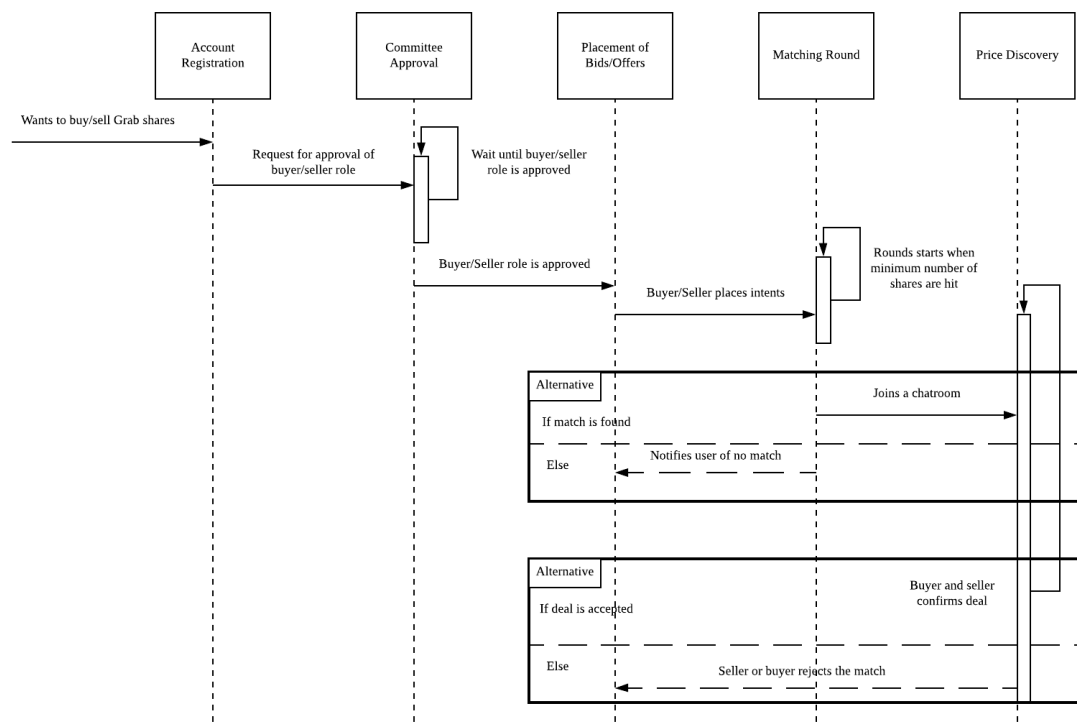 Account
Registration
Committee
Approval
Placement of
Bids/Offers
Matching Round
Price Discovery
Wants to buy/sell Grab shares
Request for approval of
buyer/seller role
Wait until buyer/seller
role is approved
Buyer/Seller role is approved
Buyer/Seller places intents
Rounds starts when
minimum number of
shares are hit
Alternative
Joins a chatroom
If match is found
Notifies user of no match
Else
Alternative
Buyer and seller
confirms deal
If deal is accepted
Else
Seller or buyer rejects the match